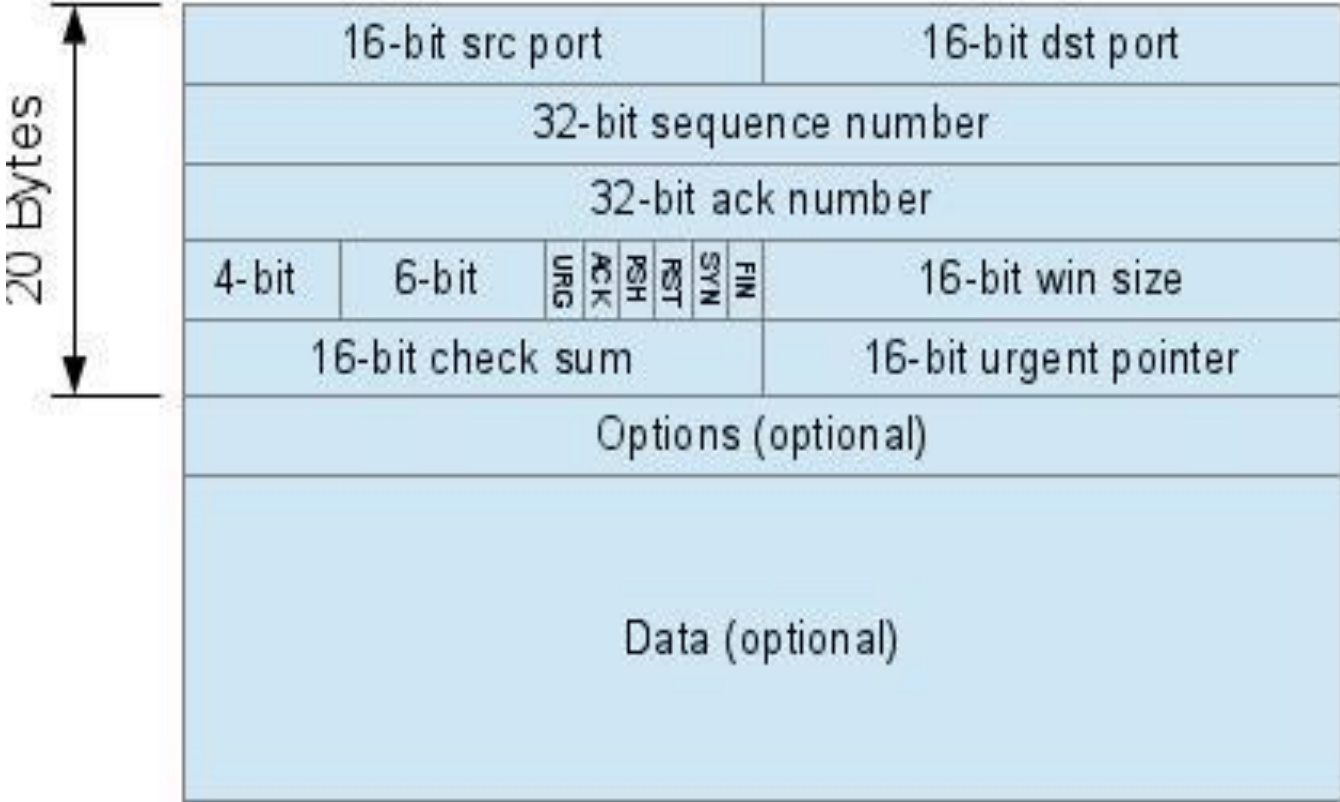 20 Bytes
16-bit src port 16-bit dst port
32-bit sequence number
32-bit ack number
4-bit 6-bit URG ACK PSH RST SYN FIN 16-bit win size
16-bit check sum 16-bit urgent pointer
Options (optional)
Data (optional)